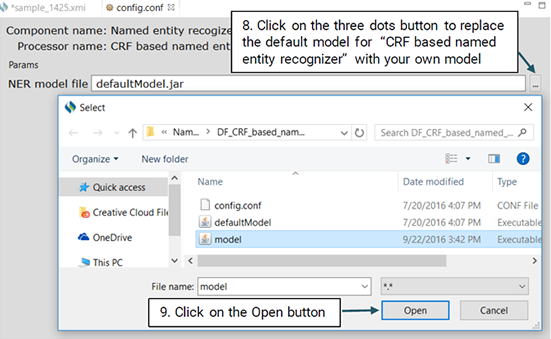 *sample_1425.xmi
config.conf
Component name: Named entity recogize
Processor name: CRF based named enti
Params
NER model file
defaultModel.jar
...
8. Click on the three dots button to replace
the default model for “CRF based named
entity recognizer” with your own model
Select
« Nam... › DF_CRF_based_nam...
Search DF_CRF_based_named_...
Organize
New folder
?
Quick access
Creative Cloud File
OneDrive
This PC
Name
Date modified
Type
config.conf
7/20/2016 4:07 PM
CONF File
defaultModel
7/20/2016 4:07 PM
Executable
model
9/22/2016 3:42 PM
Executable
File name:
model
*.*
9. Click on the Open button
Open
Cancel